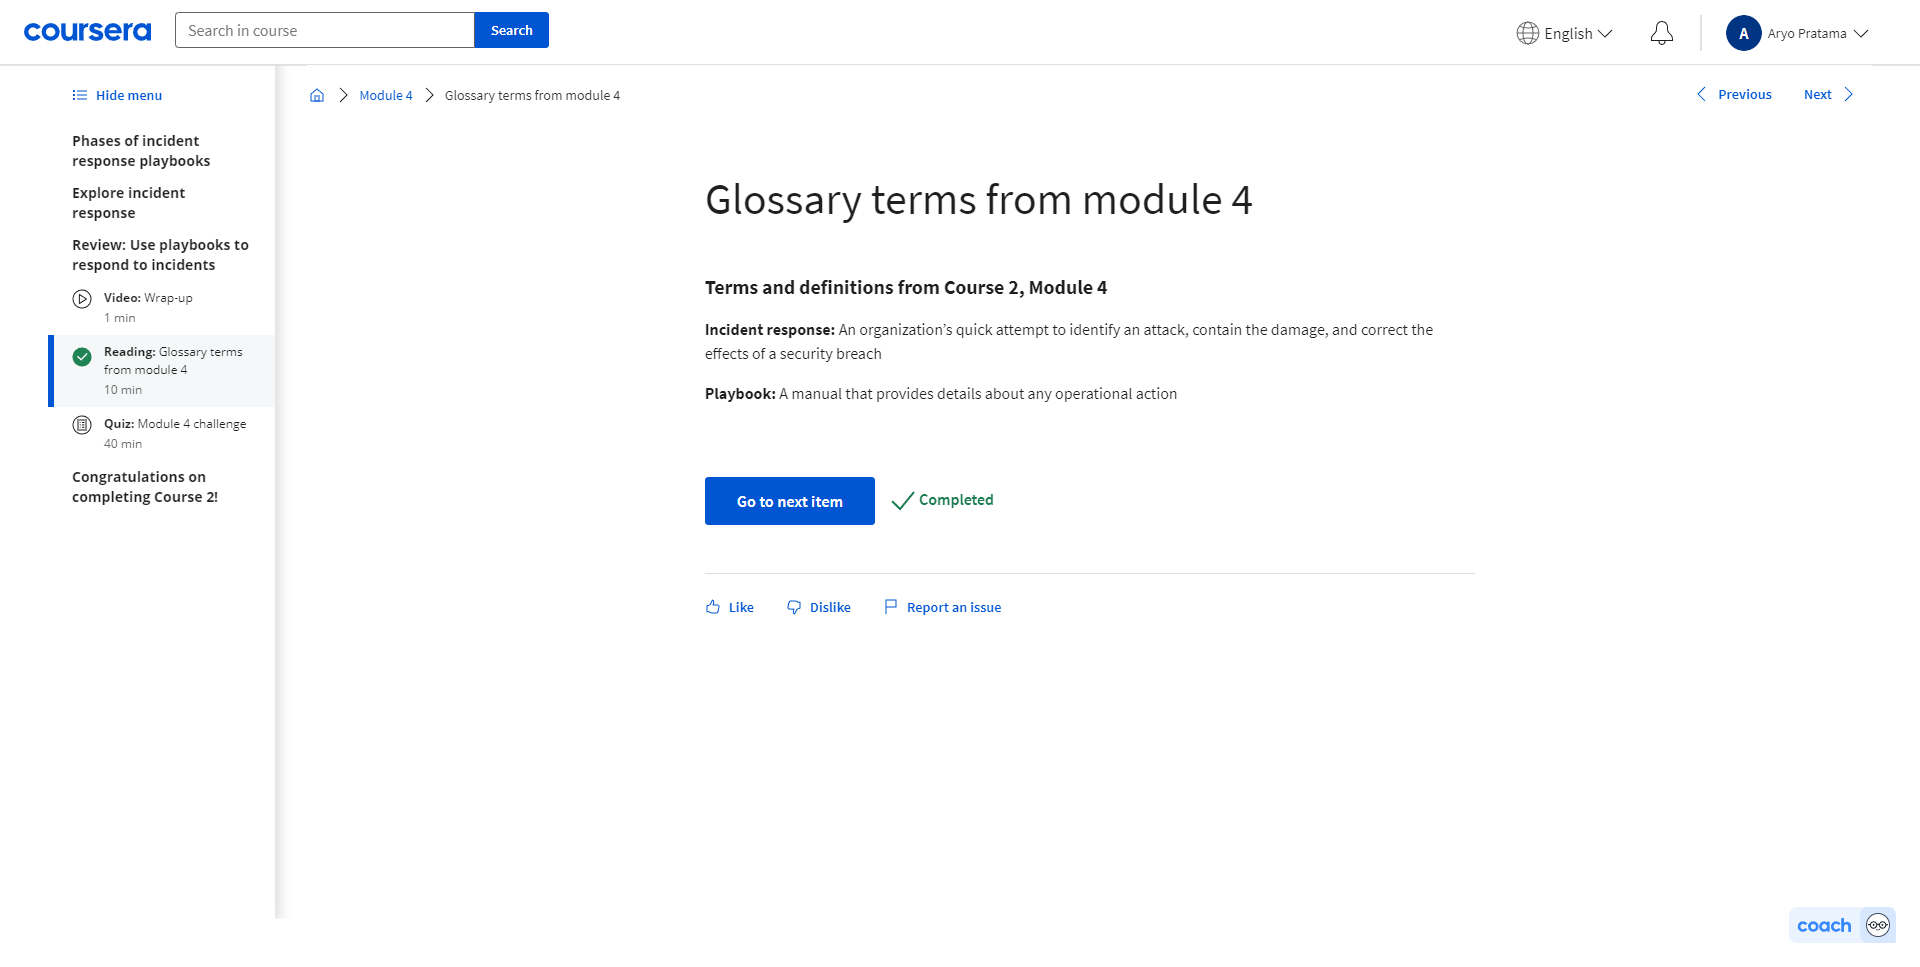 coursera
Search in course
Search
English
A
Aryo Pratama
Hide menu
Phases of incident
response playbooks
Explore incident
response
Review: Use playbooks to
respond to incidents
Video: Wrap-up
1 min
Reading: Glossary terms
from module 4
10 min
Quiz: Module 4 challenge
40 min
Congratulations on
completing Course 2!
Module 4
Glossary terms from module 4
Previous
Next
Glossary terms from module 4
Terms and definitions from Course 2, Module 4
Incident response: An organization’s quick attempt to identify an attack, contain the damage, and correct the
effects of a security breach
Playbook: A manual that provides details about any operational action
Go to next item
Completed
Like
Dislike
Report an issue
coach